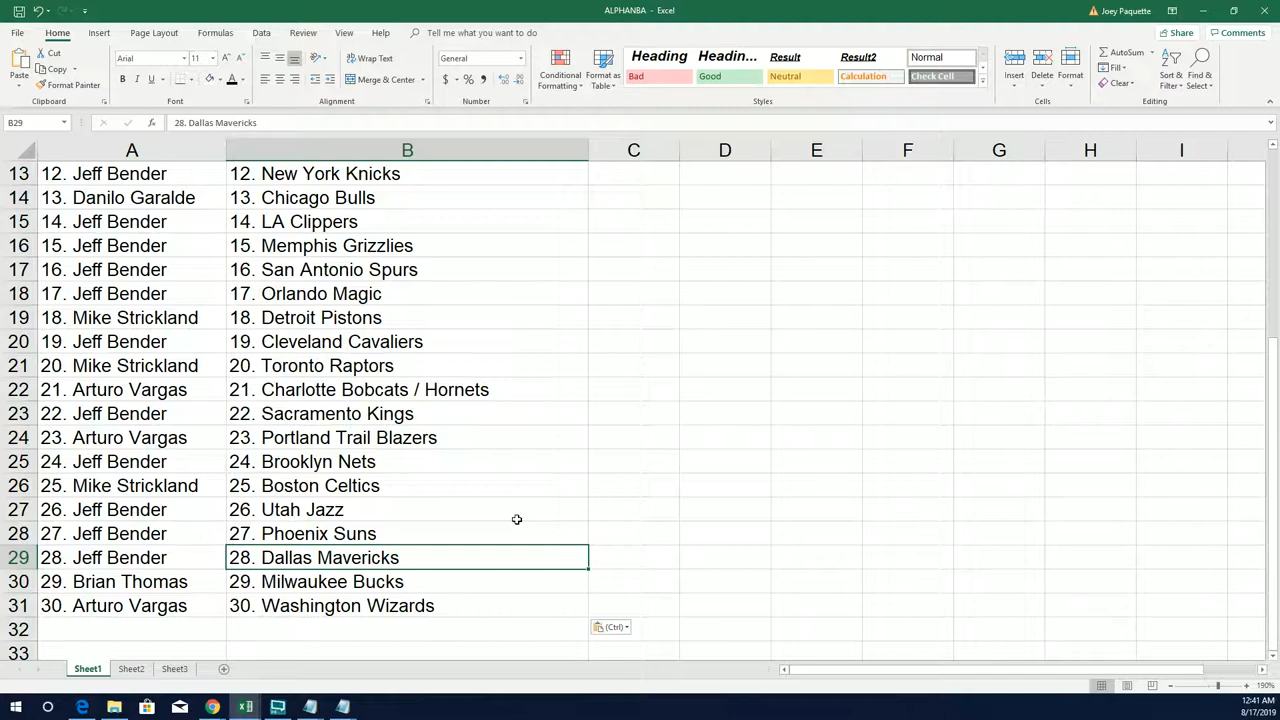 ALPHANBA - Excel
Joey Paquette
File Home Insert Page Layout Formulas Data Review View Help Tell me what you want to do Share Comments
Paste Cut Copy Format Painter Clipboard
Arial 11 B I U Font
Wrap Text Merge & Center Alignment
General $ % Number
Conditional Formatting Format as Table
Heading Headin... Result Result2 Normal
Bad Good Neutral Calculation Check Cell
Styles
Insert Delete Format Cells
AutoSum Fill Clear Sort & Filter Find & Select Editing
B29 fx 28. Dallas Mavericks
A B C D E F G H I
13 12. Jeff Bender 12. New York Knicks
14 13. Danilo Garalde 13. Chicago Bulls
15 14. Jeff Bender 14. LA Clippers
16 15. Jeff Bender 15. Memphis Grizzlies
17 16. Jeff Bender 16. San Antonio Spurs
18 17. Jeff Bender 17. Orlando Magic
19 18. Mike Strickland 18. Detroit Pistons
20 19. Jeff Bender 19. Cleveland Cavaliers
21 20. Mike Strickland 20. Toronto Raptors
22 21. Arturo Vargas 21. Charlotte Bobcats / Hornets
23 22. Jeff Bender 22. Sacramento Kings
24 23. Arturo Vargas 23. Portland Trail Blazers
25 24. Jeff Bender 24. Brooklyn Nets
26 25. Mike Strickland 25. Boston Celtics
27 26. Jeff Bender 26. Utah Jazz
28 27. Jeff Bender 27. Phoenix Suns
29 28. Jeff Bender 28. Dallas Mavericks
30 29. Brian Thomas 29. Milwaukee Bucks
31 30. Arturo Vargas 30. Washington Wizards
32 (Ctrl)
33
Sheet1 Sheet2 Sheet3
190%
12:41 AM
8/17/2019